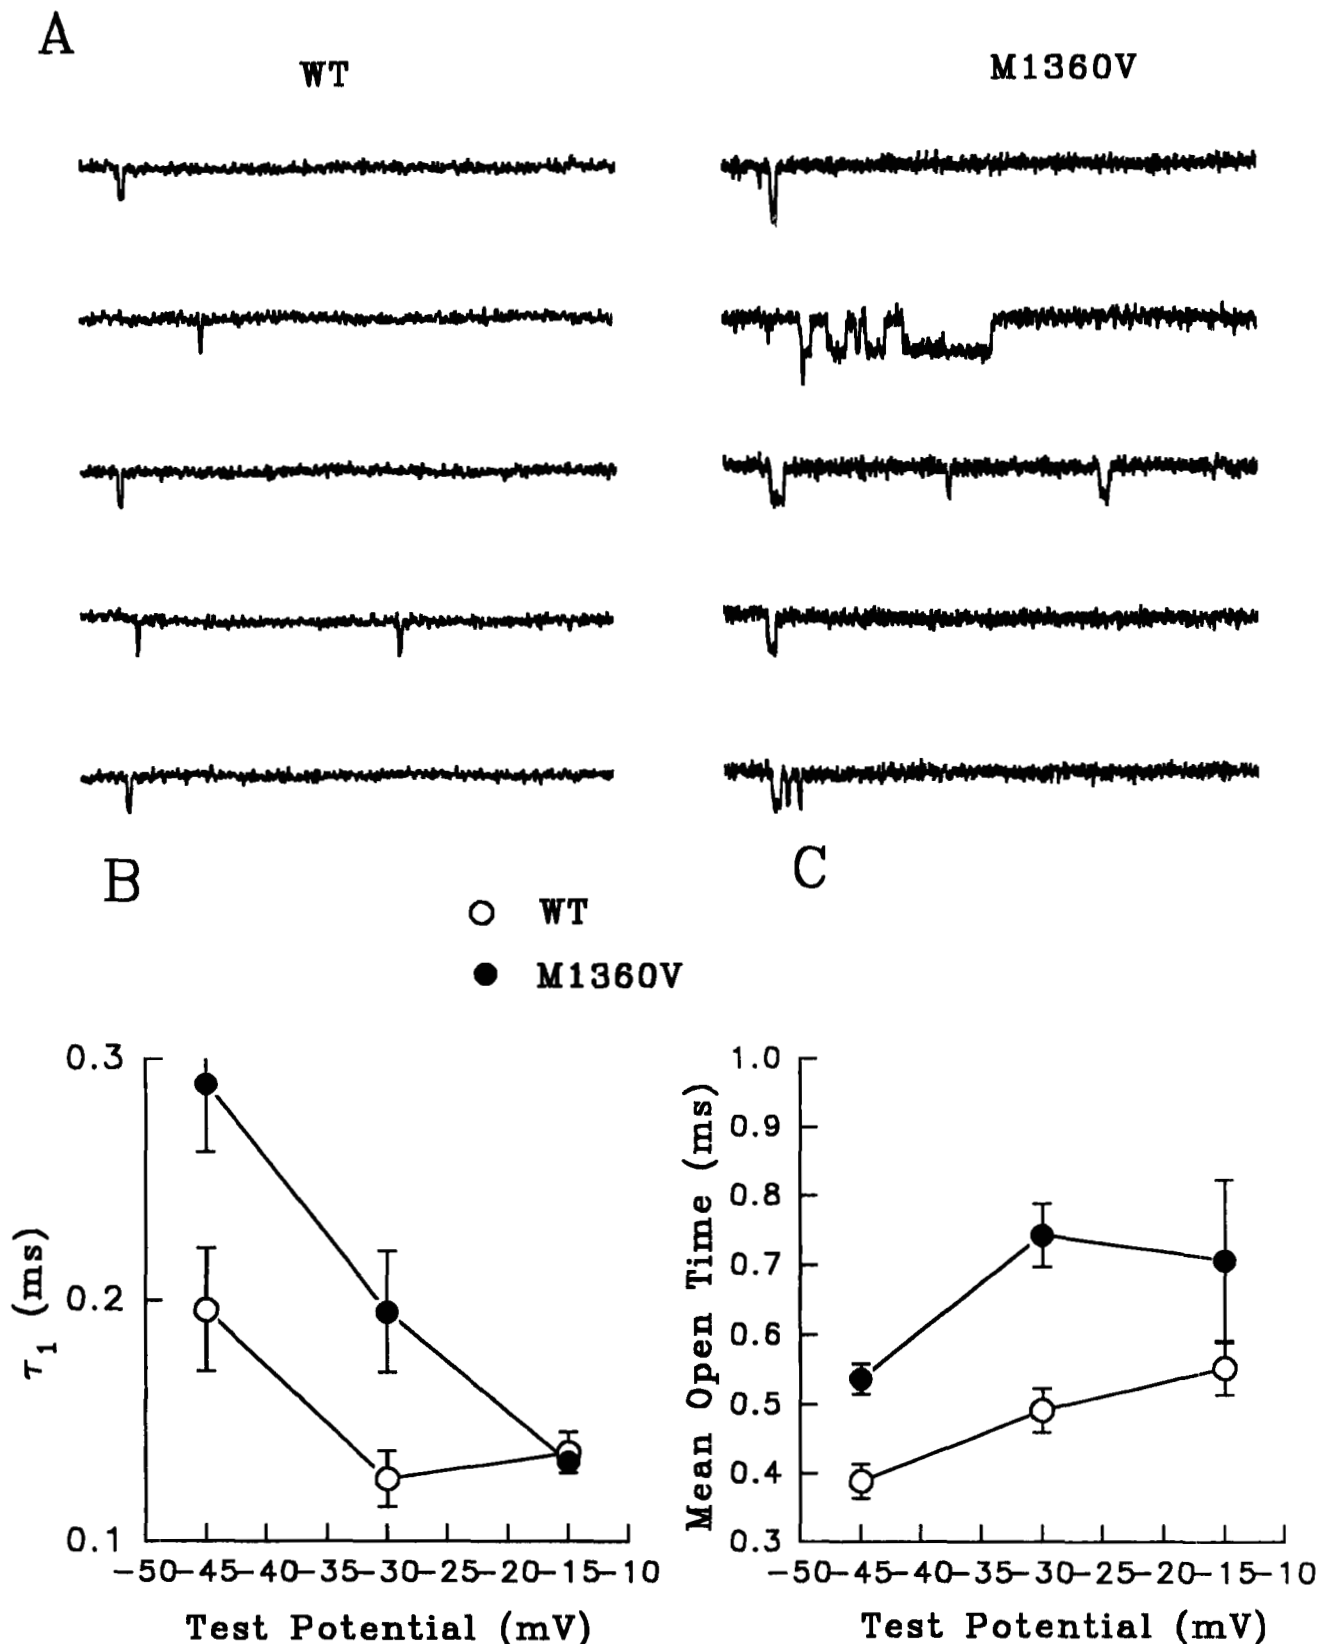 A
WT
M1360V
B
C
WT
M1360V
0.3
0.2
0.1
τ1 (ms)
-50-45-40-35-30-25-20-15-10
Test Potential (mV)
1.0
0.9
0.8
0.7
0.6
0.5
0.4
0.3
Mean Open Time (ms)
-50-45-40-35-30-25-20-15-10
Test Potential (mV)